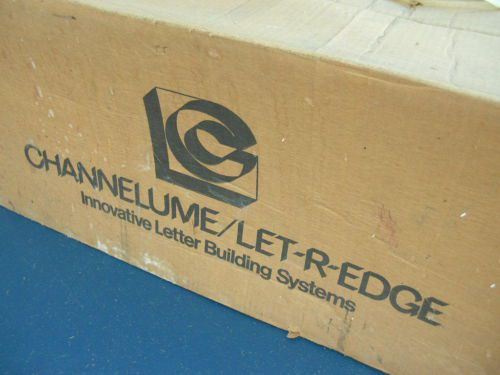 CHANNELUME/LET-R-EDGE
Innovative Letter Building Systems